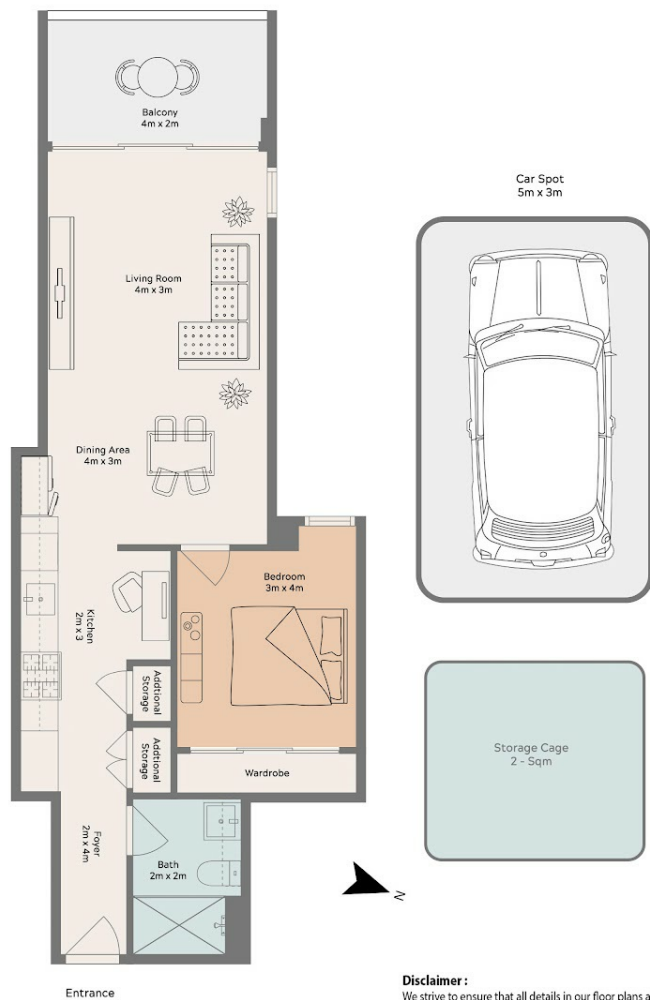 Balcony
4m x 2m
Car Spot
5m x 3m
Living Room
4m x 3m
Dining Area
4m x 3m
Bedroom
3m x 4m
Kitchen
2m x 3
Addtional
Storage
Addtional
Storage
Wardrobe
Storage Cage
2 - Sqm
Foyer
2m x 4m
Bath
2m x 2m
N
Entrance
Disclaimer :
We strive to ensure that all details in our floor plans a